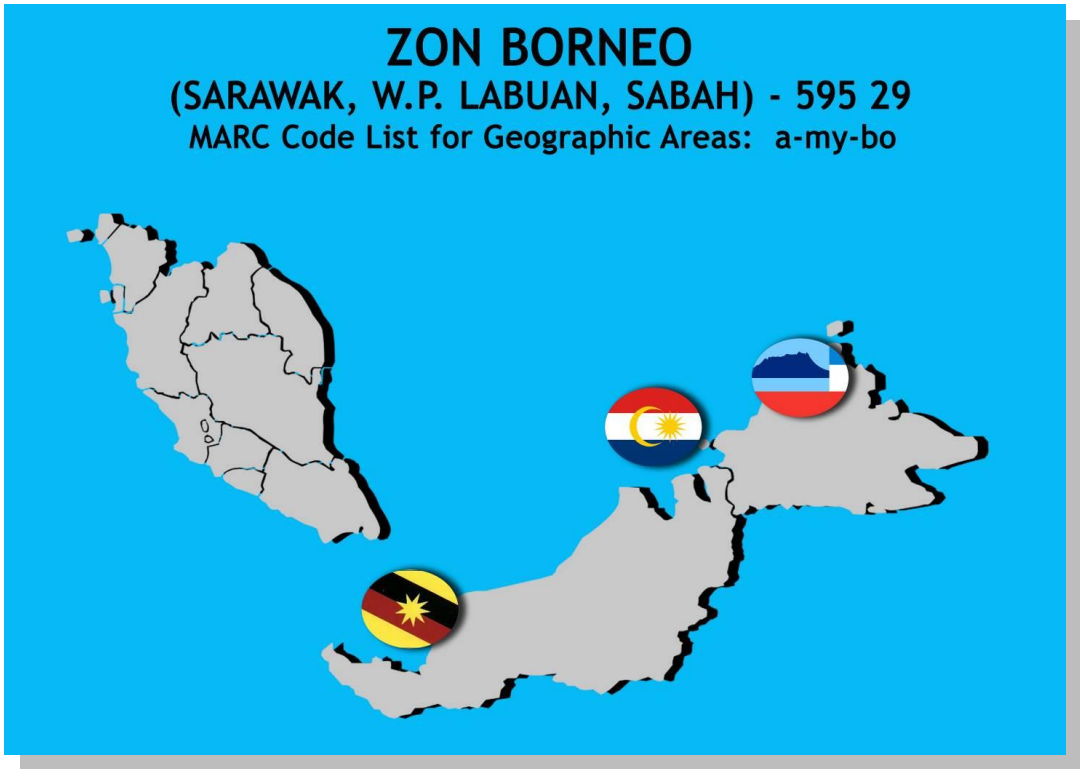 ZON BORNEO
(SARAWAK, W.P. LABUAN, SABAH) - 595 29
MARC Code List for Geographic Areas:  a-my-bo